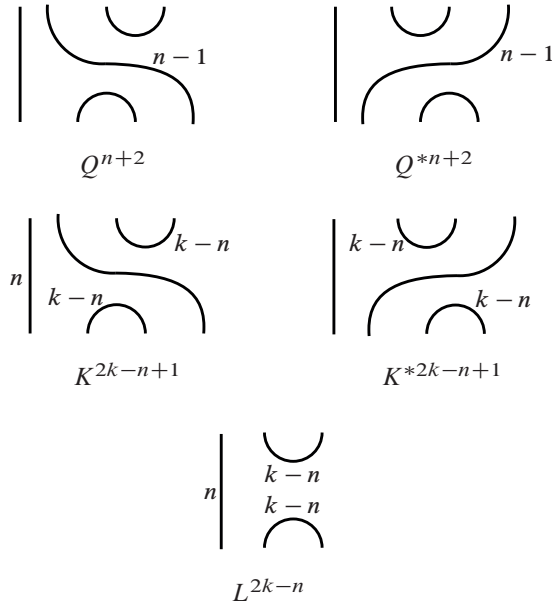 n − 1 n − 1
Q^{n+2} Q^{*n+2}
k − n k − n
n
k − n k − n
K^{2k−n+1} K^{*2k−n+1}
k − n
n k − n
L^{2k−n}